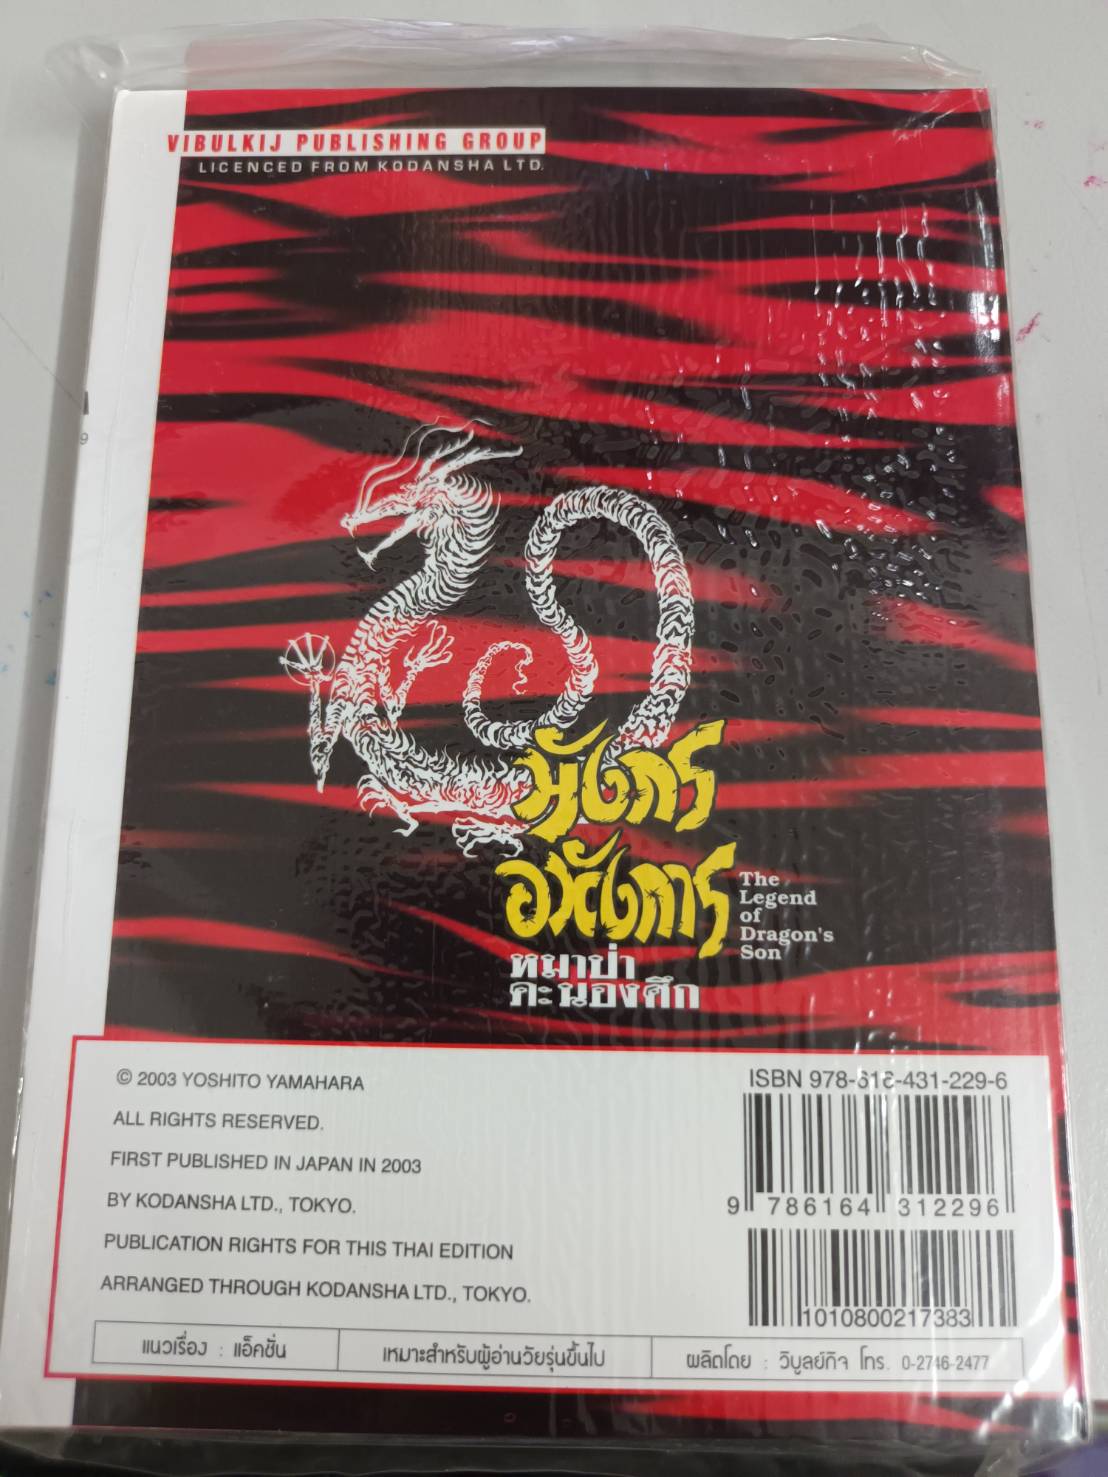 VIBULKIJ PUBLISHING GROUP
LICENCED FROM KODANSHA LTD.
9
มังกร
อหังการ
The
Legend
of
Dragon's
Son
หมาป่า
คะนองศึก
© 2003 YOSHITO YAMAHARA
ALL RIGHTS RESERVED.
FIRST PUBLISHED IN JAPAN IN 2003
BY KODANSHA LTD., TOKYO.
PUBLICATION RIGHTS FOR THIS THAI EDITION
ARRANGED THROUGH KODANSHA LTD., TOKYO.
ISBN 978-616-431-229-6
9 786164 312296
1010800217383
แนวเรื่อง : แอ็คชั่น
เหมาะสำหรับผู้อ่านวัยรุ่นขึ้นไป
ผลิตโดย : วิบูลย์กิจ โทร. 0-2746-2477